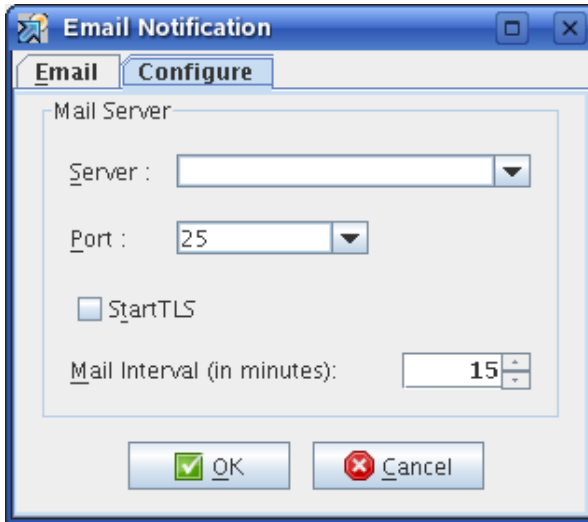 Email Notification
Email Configure
Mail Server
Server :
Port : 25
StartTLS
Mail Interval (in minutes): 15
OK Cancel